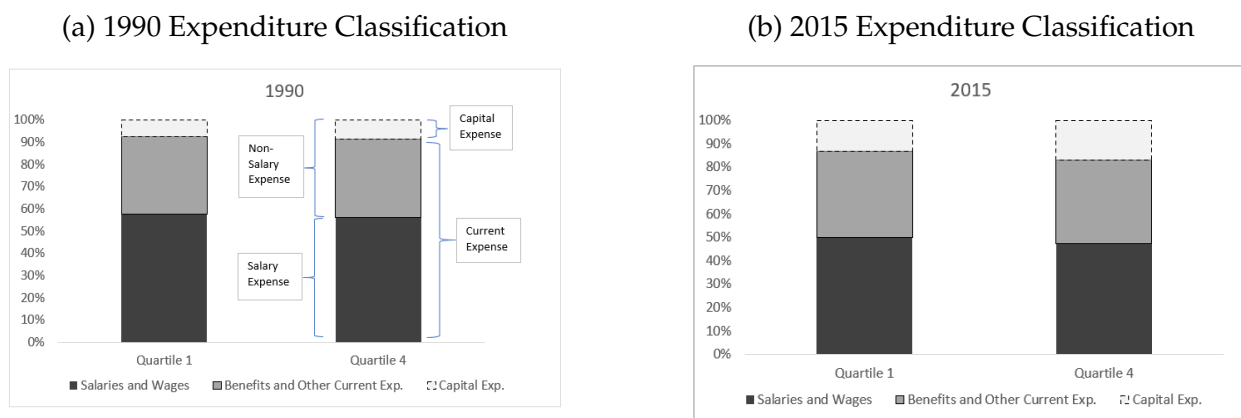 (a) 1990 Expenditure Classification
1990
100%
90%
80%
70%
60%
50%
40%
30%
20%
10%
0%
Non-
Salary
Expense
Salary
Expense
Capital
Expense
Current
Expense
Quartile 1
Quartile 4
Salaries and Wages
Benefits and Other Current Exp.
Capital Exp.
(b) 2015 Expenditure Classification
2015
100%
90%
80%
70%
60%
50%
40%
30%
20%
10%
0%
Quartile 1
Quartile 4
Salaries and Wages
Benefits and Other Current Exp.
Capital Exp.